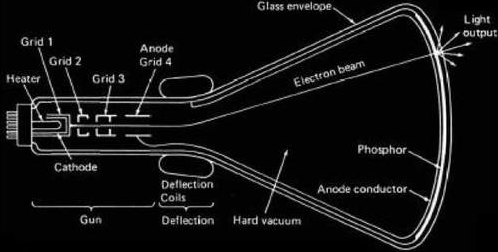 Glass envelope
Light
output
Grid 1
Grid 2
Anode
Grid 4
Grid 3
Heater
Electron beam
Cathode
Phosphor
Deflection
Coils
Anode conductor
Gun
Deflection
Hard vacuum